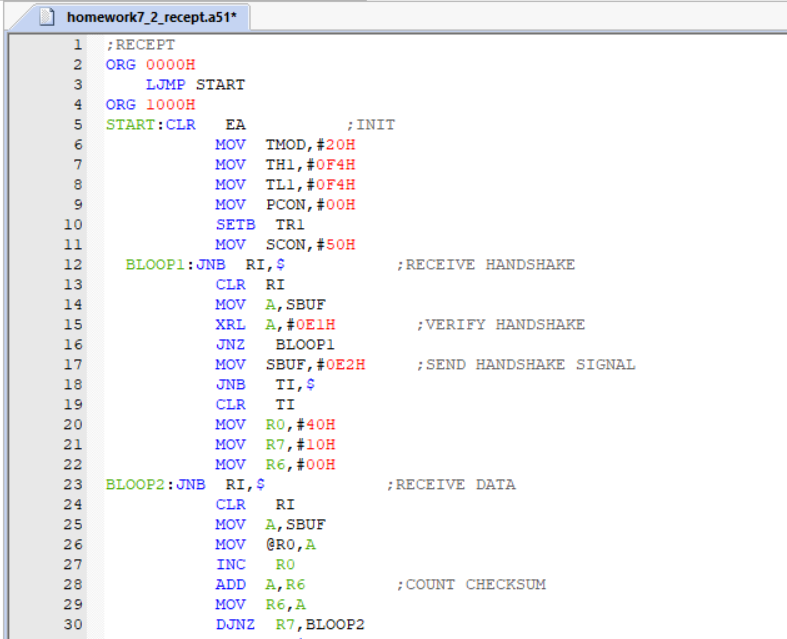 homework7_2_recept.a51*
1 ;RECEPT
2 ORG 0000H
3 LJMP START
4 ORG 1000H
5 START:CLR EA ;INIT
6 MOV TMOD,#20H
7 MOV TH1,#0F4H
8 MOV TL1,#0F4H
9 MOV PCON,#00H
10 SETB TR1
11 MOV SCON,#50H
12 BLOOP1:JNB RI,$ ;RECEIVE HANDSHAKE
13 CLR RI
14 MOV A,SBUF
15 XRL A,#0E1H ;VERIFY HANDSHAKE
16 JNZ BLOOP1
17 MOV SBUF,#0E2H ;SEND HANDSHAKE SIGNAL
18 JNB TI,$
19 CLR TI
20 MOV R0,#40H
21 MOV R7,#10H
22 MOV R6,#00H
23 BLOOP2:JNB RI,$ ;RECEIVE DATA
24 CLR RI
25 MOV A,SBUF
26 MOV @R0,A
27 INC R0
28 ADD A,R6 ;COUNT CHECKSUM
29 MOV R6,A
30 DJNZ R7,BLOOP2